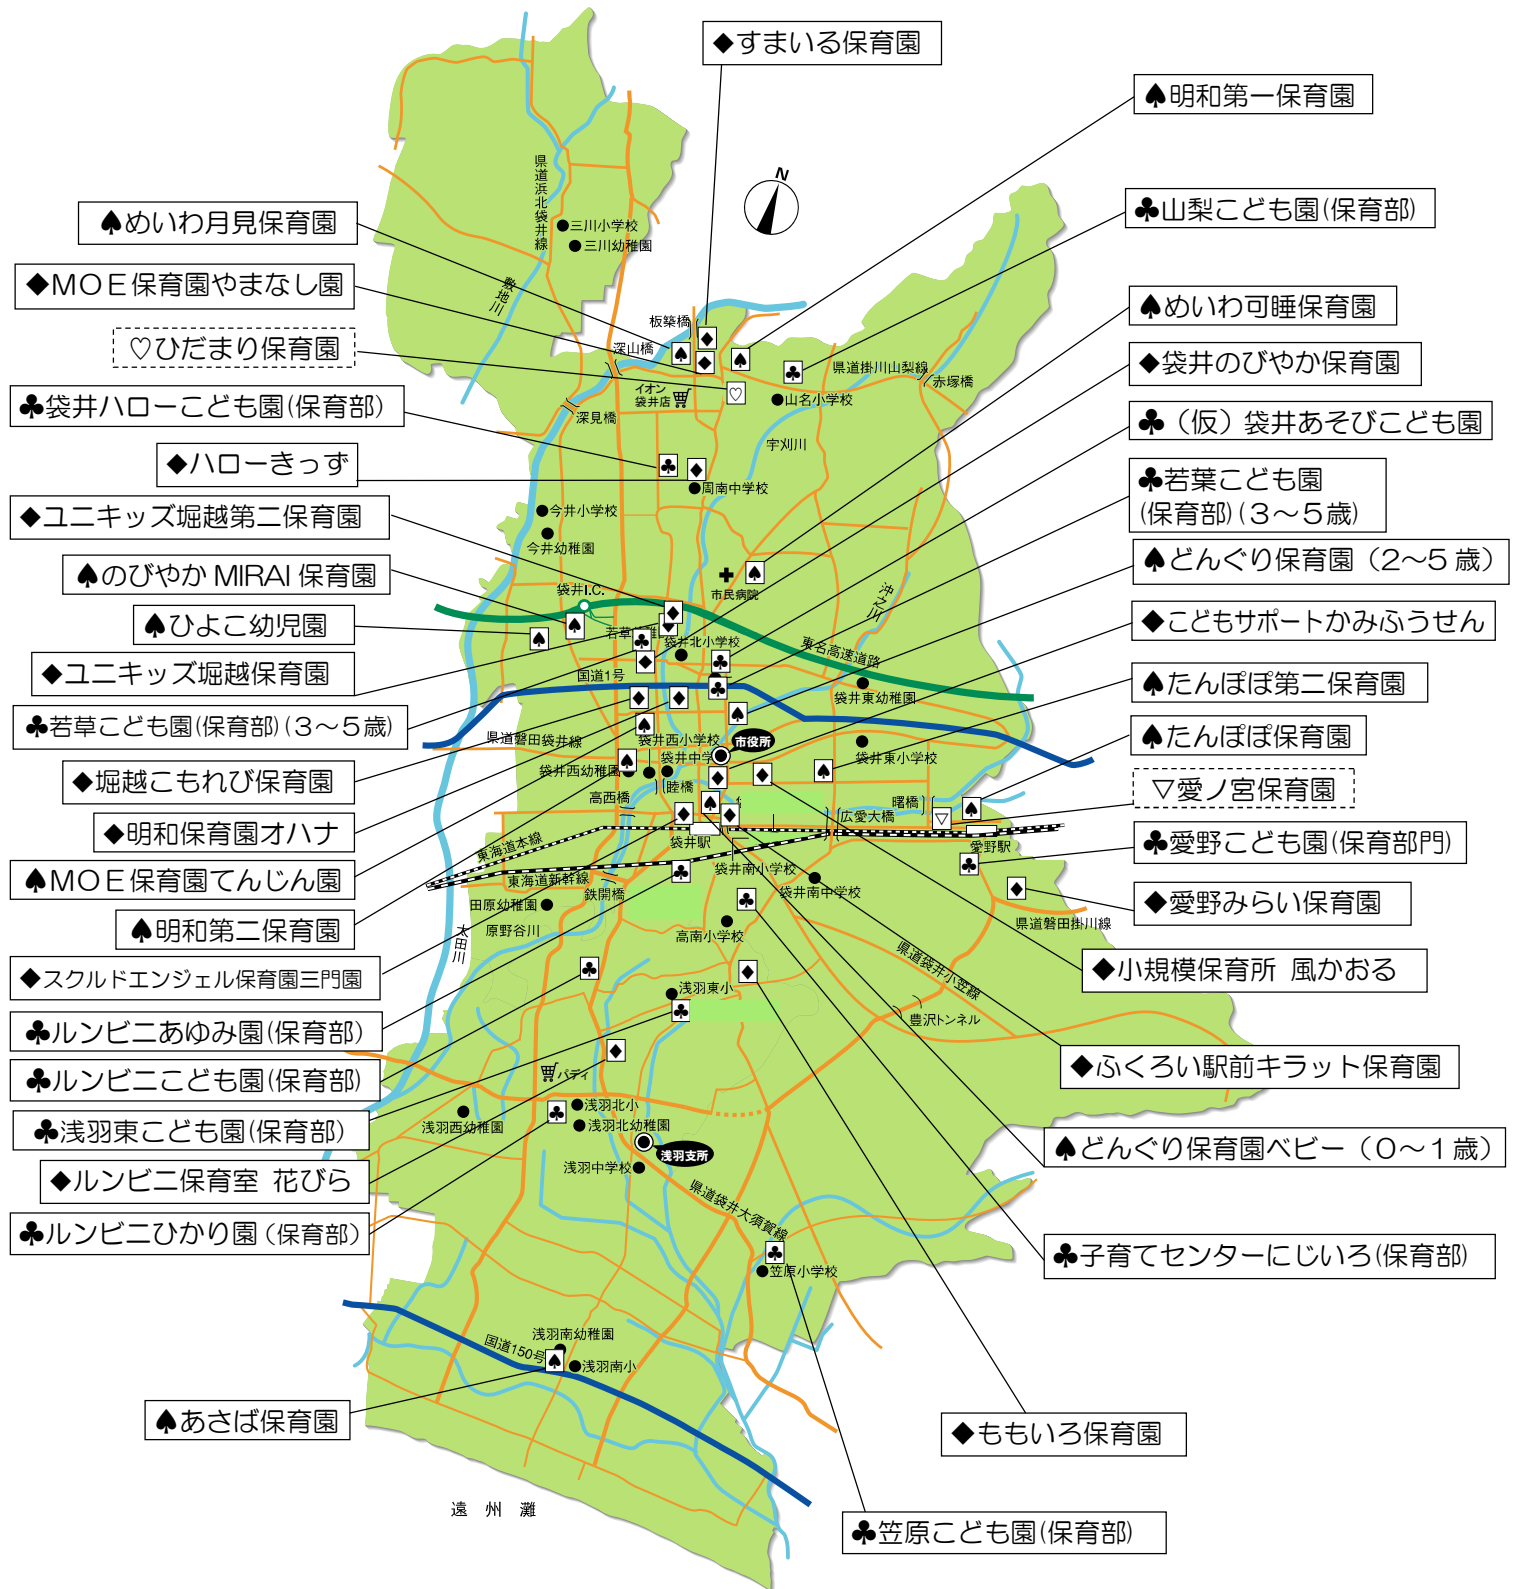 ◆すまいる保育園
♠明和第一保育園
♣山梨こども園(保育部)
♠めいわ月見保育園
◆MOE保育園やまなし園
♡ひだまり保育園
♣袋井ハローこども園(保育部)
◆ハローきっず
◆ユニキッズ堀越第二保育園
♠のびやかMIRAI保育園
♠ひよこ幼児園
◆ユニキッズ堀越保育園
♣若草こども園(保育部)(3～5歳)
◆堀越こもれび保育園
◆明和保育園オハナ
♠MOE保育園てんじん園
♠明和第二保育園
◆スクルドエンジェル保育園三門園
♣ルンビニあゆみ園(保育部)
♣ルンビニこども園(保育部)
♣浅羽東こども園(保育部)
◆ルンビニ保育室 花びら
♣ルンビニひかり園(保育部)
♠あさば保育園
♠めいわ可睡保育園
◆袋井のびやか保育園
♣(仮)袋井あそびこども園
♣若葉こども園
(保育部)(3～5歳)
♠どんぐり保育園(2～5歳)
◆こどもサポートかみふうせん
♠たんぽぽ第二保育園
♠たんぽぽ保育園
▽愛ノ宮保育園
♣愛野こども園(保育部門)
◆愛野みらい保育園
◆小規模保育所 風かおる
◆ふくろい駅前キラット保育園
♠どんぐり保育園ベビー(0～1歳)
♣子育てセンターにじいろ(保育部)
◆ももいろ保育園
♣笠原こども園(保育部)
N
県道浜北袋井線
三川小学校
三川幼稚園
敷地川
板築橋
深山橋
イオン
袋井店
深見橋
県道掛川山梨線
赤塚橋
山名小学校
宇刈川
周南中学校
今井小学校
今井幼稚園
市民病院
沖之川
袋井I.C.
袋井北小学校
東名高速道路
国道1号
袋井東幼稚園
県道磐田袋井線
袋井西小学校
市役所
袋井中学
袋井西幼稚園
袋井東小学校
睦橋
高西橋
曙橋
広愛大橋
袋井駅
愛野駅
東海道本線
東海道新幹線
袋井南小学校
袋井南中学校
鉄開橋
田原幼稚園
原野谷川
太田川
高南小学校
県道磐田掛川線
県道袋井小笠線
浅羽東小
豊沢トンネル
パディ
浅羽北小
浅羽西幼稚園
浅羽北幼稚園
浅羽支所
浅羽中学校
県道袋井大須賀線
笠原小学校
浅羽南幼稚園
国道150号
浅羽南小
遠州灘